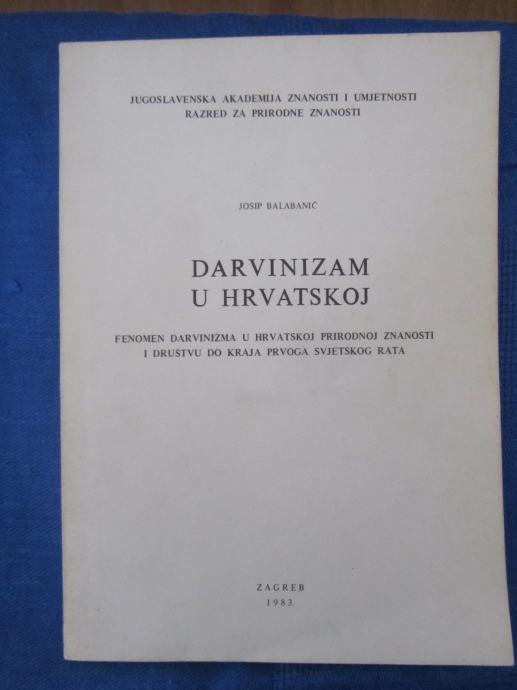 JUGOSLAVENSKA AKADEMIJA ZNANOSTI I UMJETNOSTI
RAZRED ZA PRIRODNE ZNANOSTI
JOSIP BALABANIĆ
DARVINIZAM
U HRVATSKOJ
FENOMEN DARVINIZMA U HRVATSKOJ PRIRODNOJ ZNANOSTI
I DRUŠTVU DO KRAJA PRVOGA SVJETSKOG RATA
ZAGREB
1983.